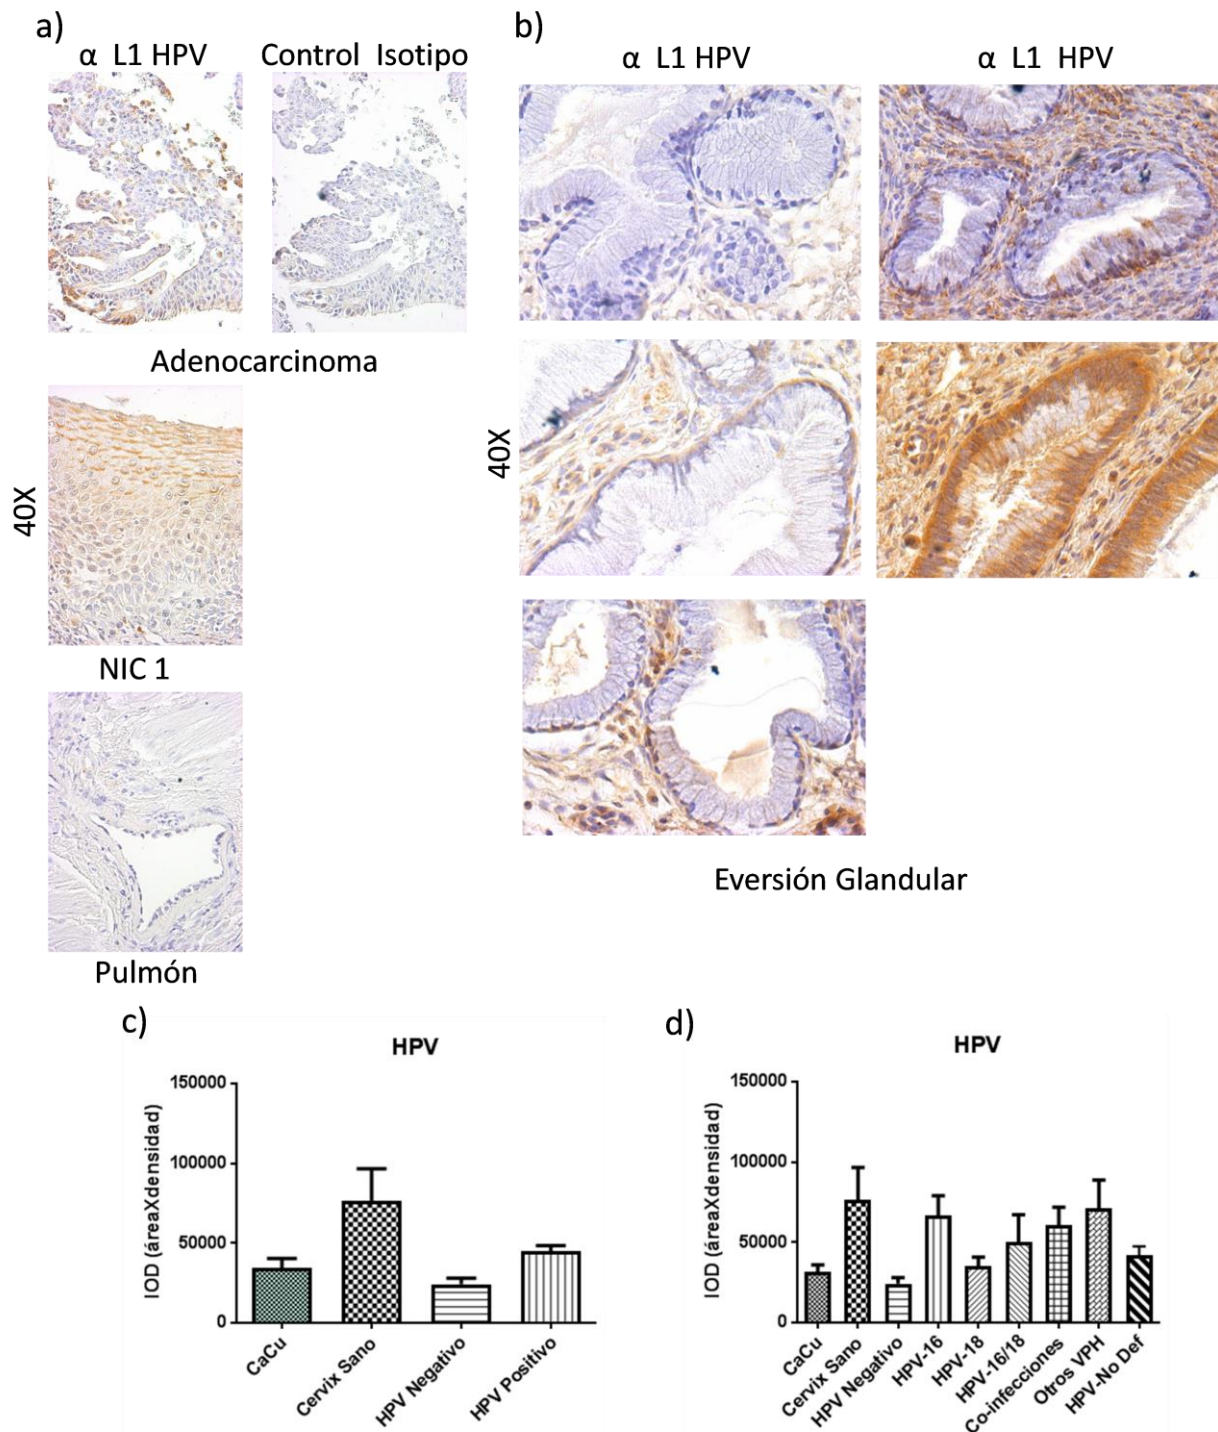 a)
α L1 HPV
Control Isotipo
Adenocarcinoma
40X
NIC 1
Pulmón
b)
α L1 HPV
α L1 HPV
40X
Eversión Glandular
c)
HPV
IOD (áreaXdensidad)
150000
100000
50000
0
CaCu
Cervix Sano
HPV Negativo
HPV Positivo
d)
HPV
IOD (áreaXdensidad)
150000
100000
50000
0
CaCu
Cervix Sano
HPV Negativo
HPV-16
HPV-18
HPV-16/18
Co-infecciones
Otros VPH
HPV-No Def